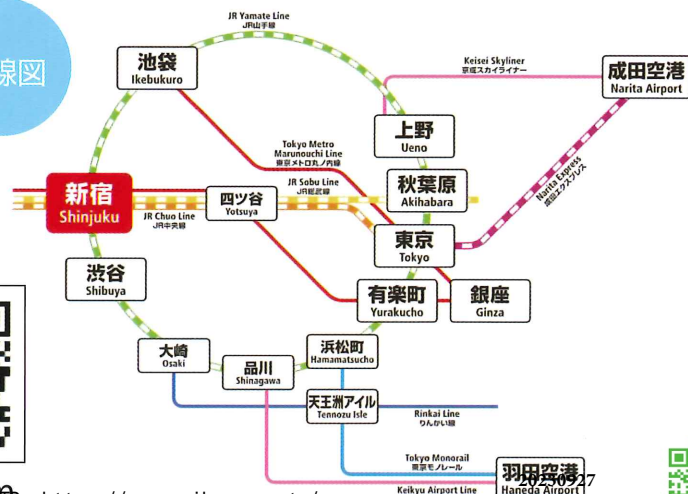 線図
JR Yamate Line
JR山手線
池袋
Ikebukuro
Keisei Skyliner
京成スカイライナー
成田空港
Narita Airport
上野
Ueno
Tokyo Metro
Marunouchi Line
東京メトロ丸ノ内線
JR Sobu Line
JR総武線
秋葉原
Akihabara
Narita Express
成田エクスプレス
新宿
Shinjuku
四ツ谷
Yotsuya
JR Chuo Line
JR中央線
東京
Tokyo
渋谷
Shibuya
有楽町
Yurakucho
銀座
Ginza
大崎
Osaki
品川
Shinagawa
浜松町
Hamamatsucho
天王洲アイル
Tennozu Isle
Rinkai Line
りんかい線
Tokyo Monorail
東京モノレール
羽田空港
Haneda Airport
20250927
Keikyu Airport Line